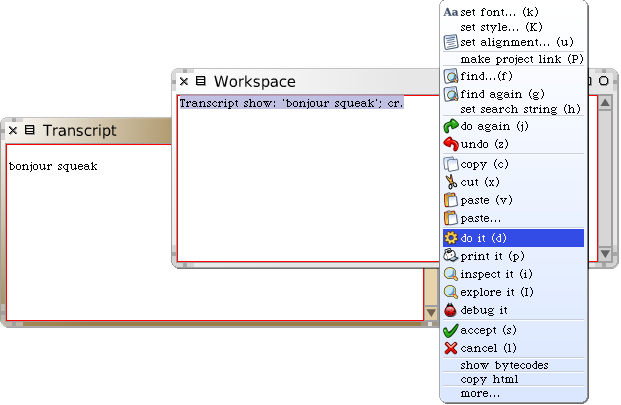 Workspace
Transcript show: 'bonjour squeak'; cr.
Transcript
bonjour squeak
Aa set font... (k)
set style... (K)
set alignment... (u)
make project link (P)
find...(f)
find again (g)
set search string (h)
do again (j)
undo (z)
copy (c)
cut (x)
paste (v)
paste...
do it (d)
print it (p)
inspect it (i)
explore it (I)
debug it
accept (s)
cancel (l)
show bytecodes
copy html
more...